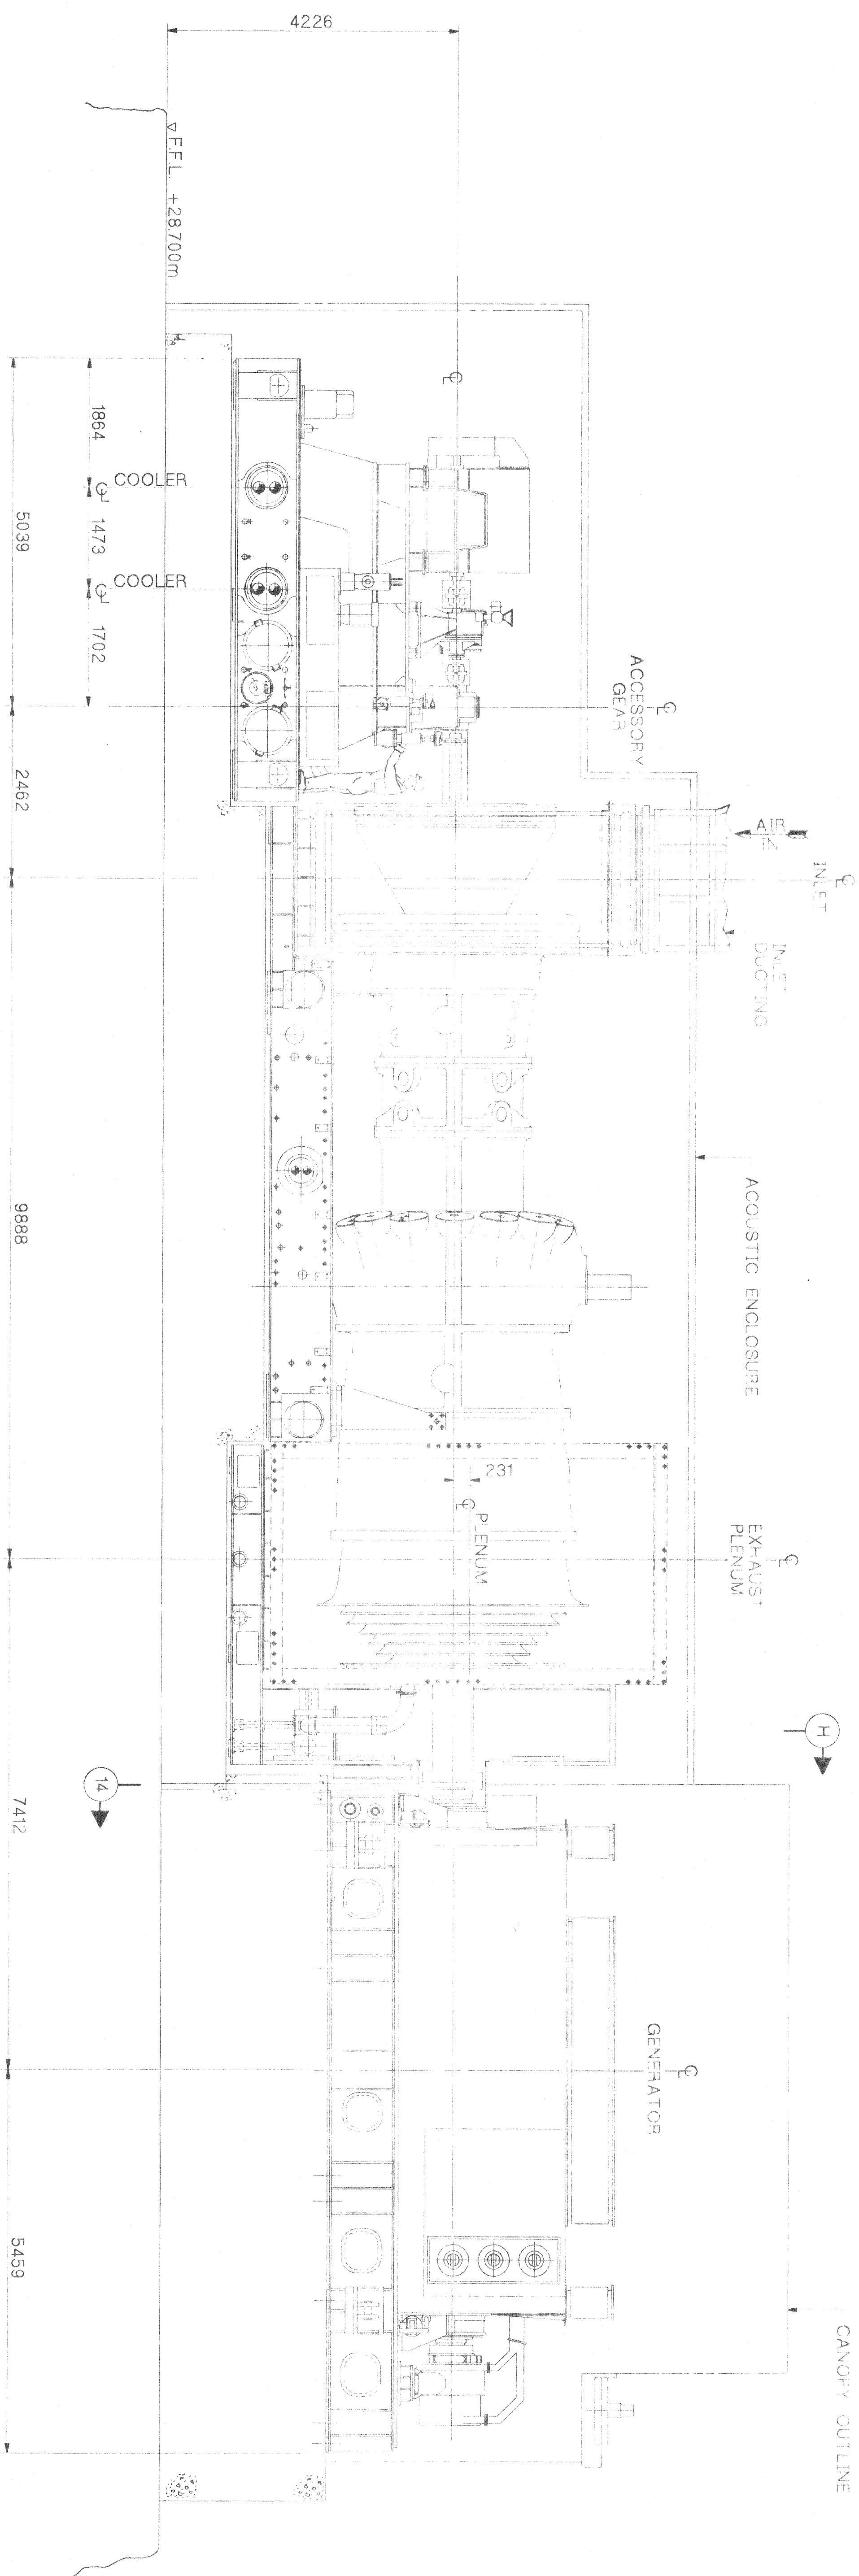 CANOPY OUTLINE
℄
INLET
AIR
IN
INLET
DUCTING
ACOUSTIC ENCLOSURE
℄
EXHAUST
PLENUM
H
℄
GENERATOR
℄
ACCESSORY
GEAR
℄
231
℄ PLENUM
4226
▽ F.F.L. +28.700m
COOLER
℄
COOLER
℄
14
1864
1473
1702
5039
2462
9888
7412
5459